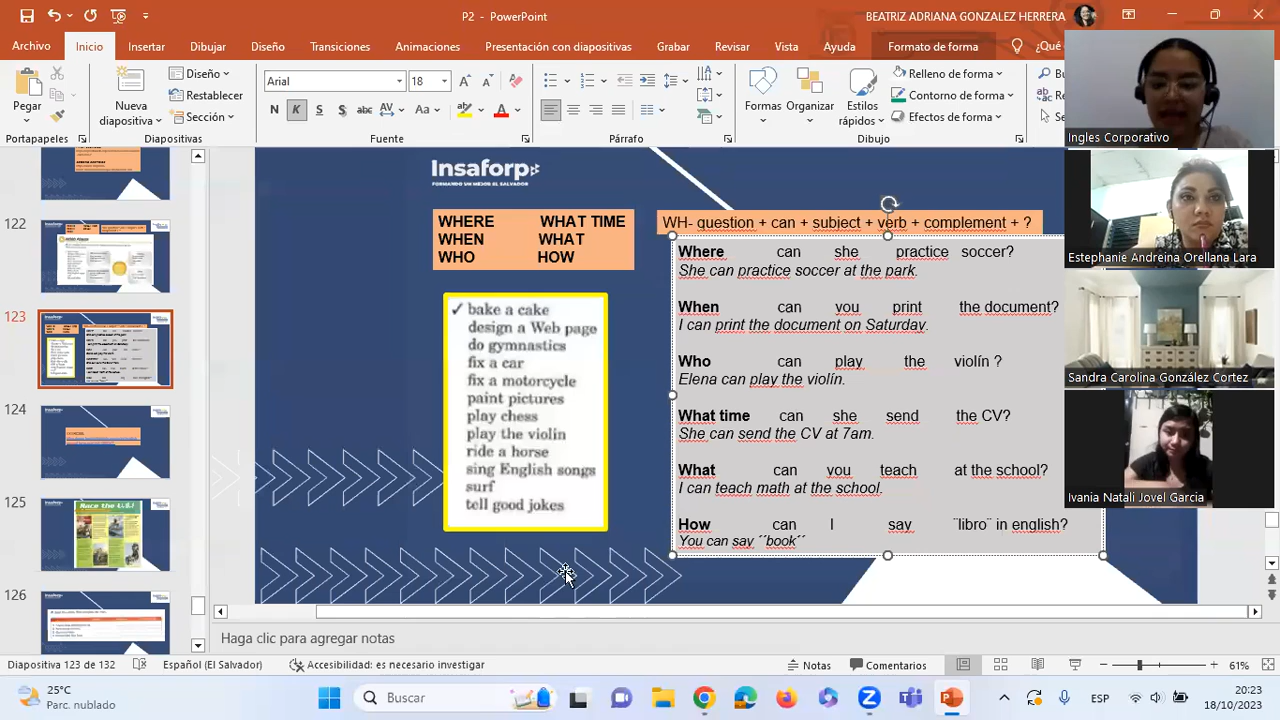 P2 - PowerPoint
BEATRIZ ADRIANA GONZALEZ HERRERA
Archivo Inicio Insertar Dibujar Diseño Transiciones Animaciones Presentación con diapositivas Grabar Revisar Vista Ayuda Formato de forma ¿Qué
Pegar
Nueva diapositiva
Diseño
Restablecer
Sección
Arial 18
N K S S abc AV Aa A
Formas Organizar Estilos rápidos
Relleno de forma
Contorno de forma
Efectos de forma
Portapapeles Diapositivas Fuente Párrafo Dibujo
Ingles Corporativo
Estephanie Andreina Orellana Lara
Sandra Carolina González Cortez
Ivania Natali Jovel Garcia
122
123
124
125
Race the U.S.!
126
Insaforp
FORMANDO UN MEJOR EL SALVADOR
WHERE WHAT TIME
WHEN WHAT
WHO HOW
✓ bake a cake
design a Web page
do gymnastics
fix a car
fix a motorcycle
paint pictures
play chess
play the violin
ride a horse
sing English songs
surf
tell good jokes
WH- question + can + subject + verb + complement + ?
Where can she practice soccer?
She can practice soccer at the park.
When can you print the document?
I can print the document on Saturday.
Who can play the violín ?
Elena can play the violín.
What time can she send the CV?
She can send the CV at 7am.
What can you teach at the school?
I can teach math at the school.
How can I say ¨libro¨ in english?
You can say ´´book´´
Haga clic para agregar notas
Diapositiva 123 de 132 Español (El Salvador) Accesibilidad: es necesario investigar Notas Comentarios 61%
25°C
Parc. nublado
Buscar
ESP
20:23
18/10/2023